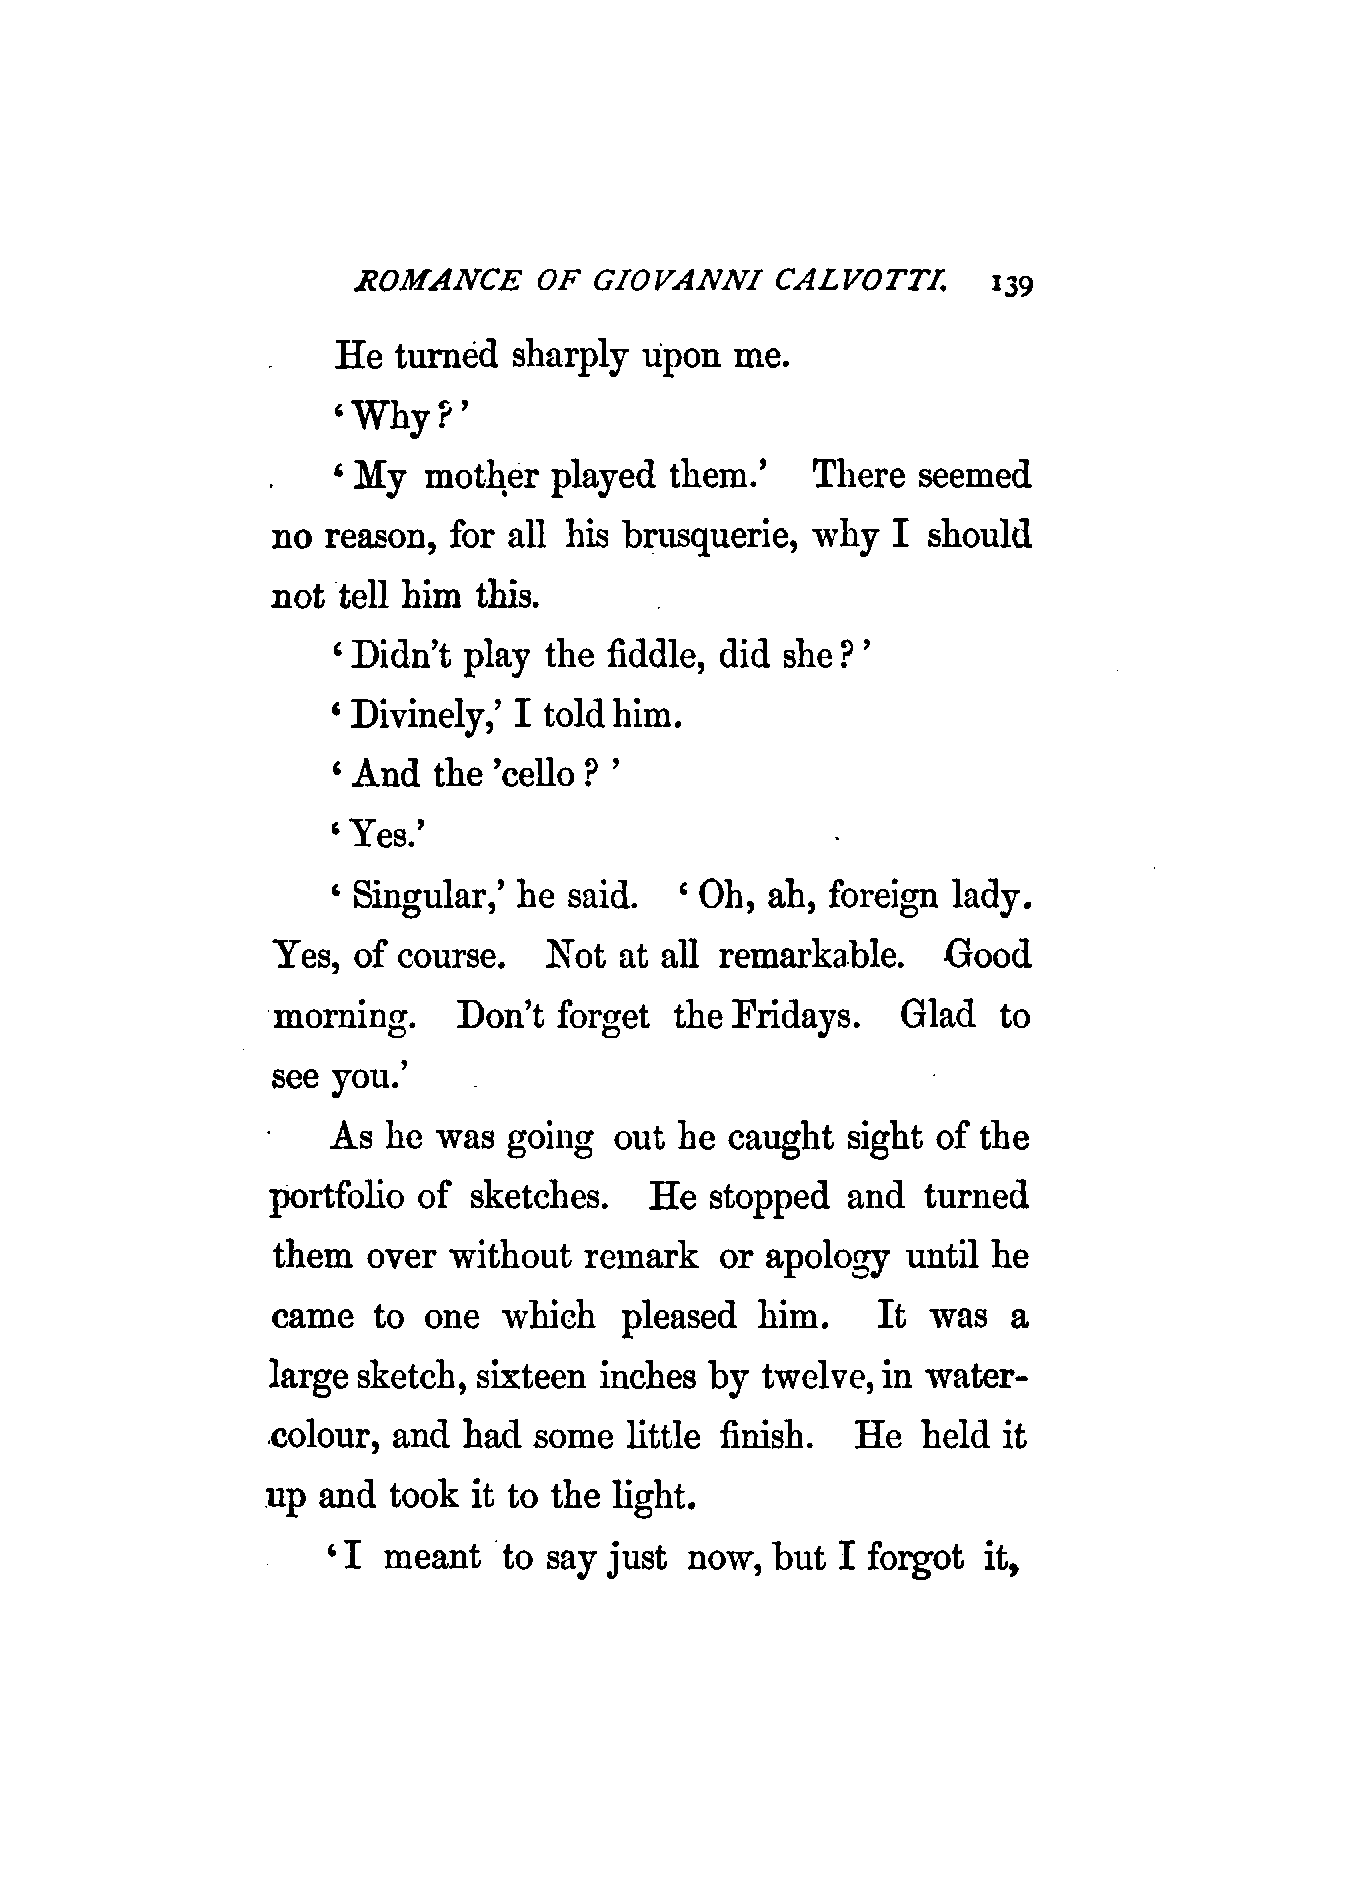 ROMANCE OF GIOVANNI CALVOTTI. 139
He turned sharply upon me.
‘Why?’
‘My mother played them.’ There seemed
no reason, for all his brusquerie, why I should
not tell him this.
‘Didn’t play the fiddle, did she?’
‘Divinely,’ I told him.
‘And the ’cello?’
‘Yes.’
‘Singular,’ he said. ‘Oh, ah, foreign lady.
Yes, of course. Not at all remarkable. Good
morning. Don’t forget the Fridays. Glad to
see you.’
As he was going out he caught sight of the
portfolio of sketches. He stopped and turned
them over without remark or apology until he
came to one which pleased him. It was a
large sketch, sixteen inches by twelve, in water-
colour, and had some little finish. He held it
up and took it to the light.
‘I meant to say just now, but I forgot it,